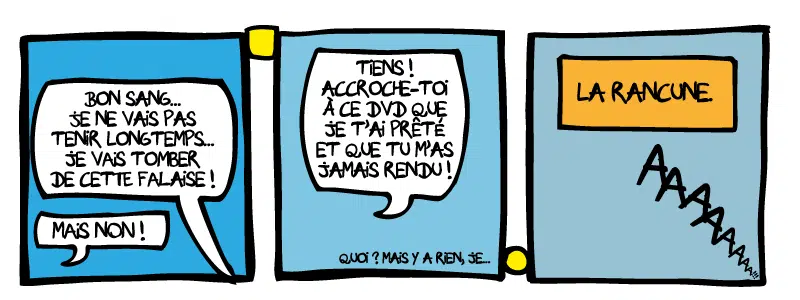 BON SANG...
JE NE VAIS PAS
TENIR LONGTEMPS...
JE VAIS TOMBER
DE CETTE FALAISE !
MAIS NON !
TIENS !
ACCROCHE-TOI
À CE DVD QUE
JE T'AI PRÊTÉ
ET QUE TU M'AS
JAMAIS RENDU !
QUOI ? MAIS Y A RIEN, JE...
LA RANCUNE.
AAAAAAAAAAA!!!